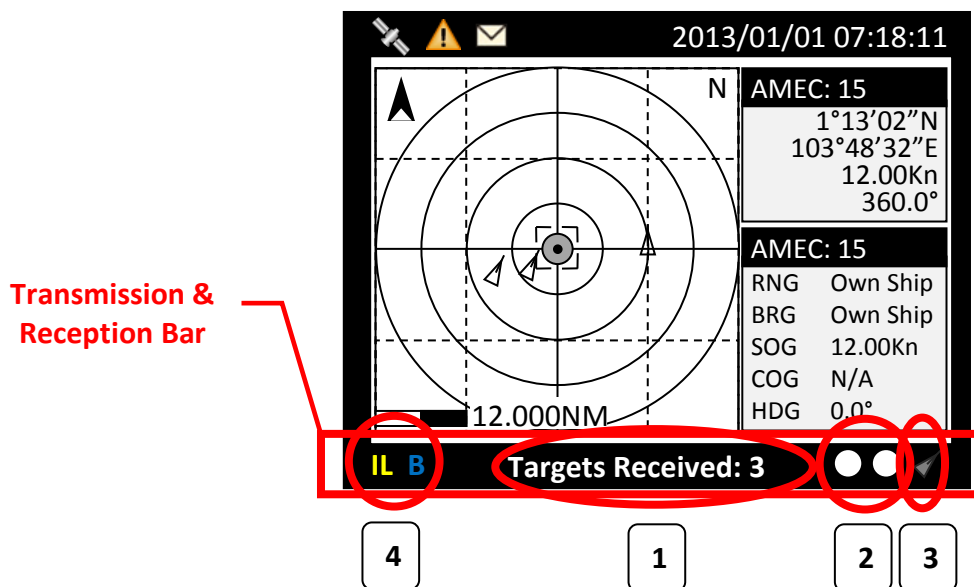 2013/01/01 07:18:11
N
12.000NM
AMEC: 15
1°13’02”N
103°48’32”E
12.00Kn
360.0°
AMEC: 15
RNG Own Ship
BRG Own Ship
SOG 12.00Kn
COG N/A
HDG 0.0°
Transmission &
Reception Bar
IL B Targets Received: 3
4 1 2 3